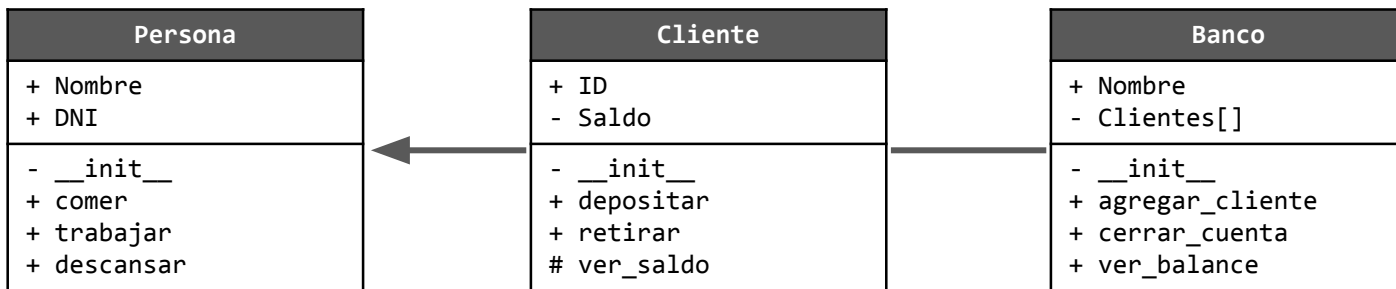 Persona
+ Nombre
+ DNI
- __init__
+ comer
+ trabajar
+ descansar
Cliente
+ ID
- Saldo
- __init__
+ depositar
+ retirar
# ver_saldo
Banco
+ Nombre
- Clientes[]
- __init__
+ agregar_cliente
+ cerrar_cuenta
+ ver_balance